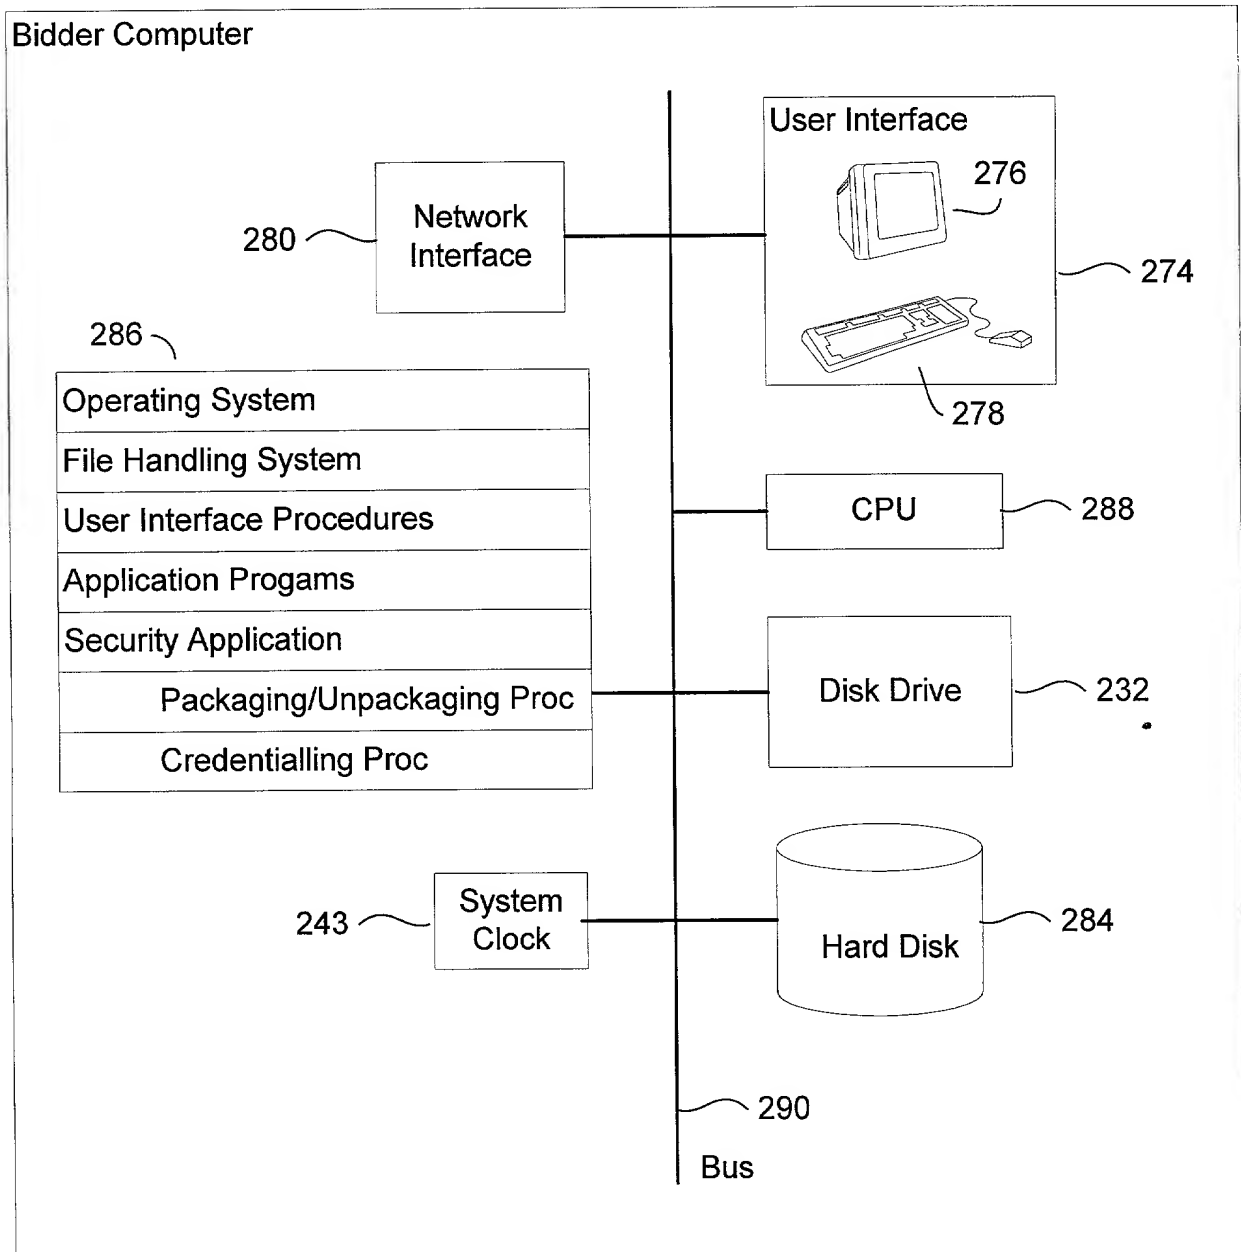 Bidder Computer
User Interface
276
Network
Interface
280
274
286
278
Operating System
File Handling System
User Interface Procedures
Application Progams
Security Application
Packaging/Unpackaging Proc
Credentialling Proc
CPU
288
Disk Drive
232
System
Clock
243
Hard Disk
284
290
Bus